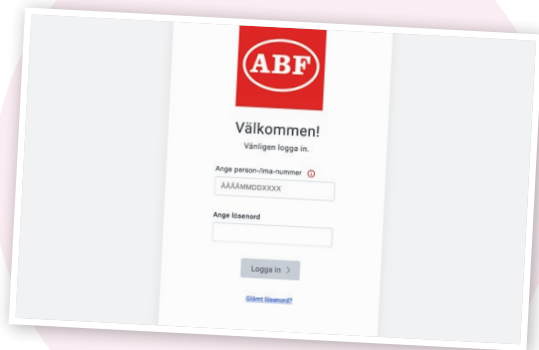 ABF
Välkommen!
Vänligen logga in.
Ange person-/lma-nummer
ÅÅÅÅMMDDXXXX
Ange lösenord
Logga in
Glömt lösenord?